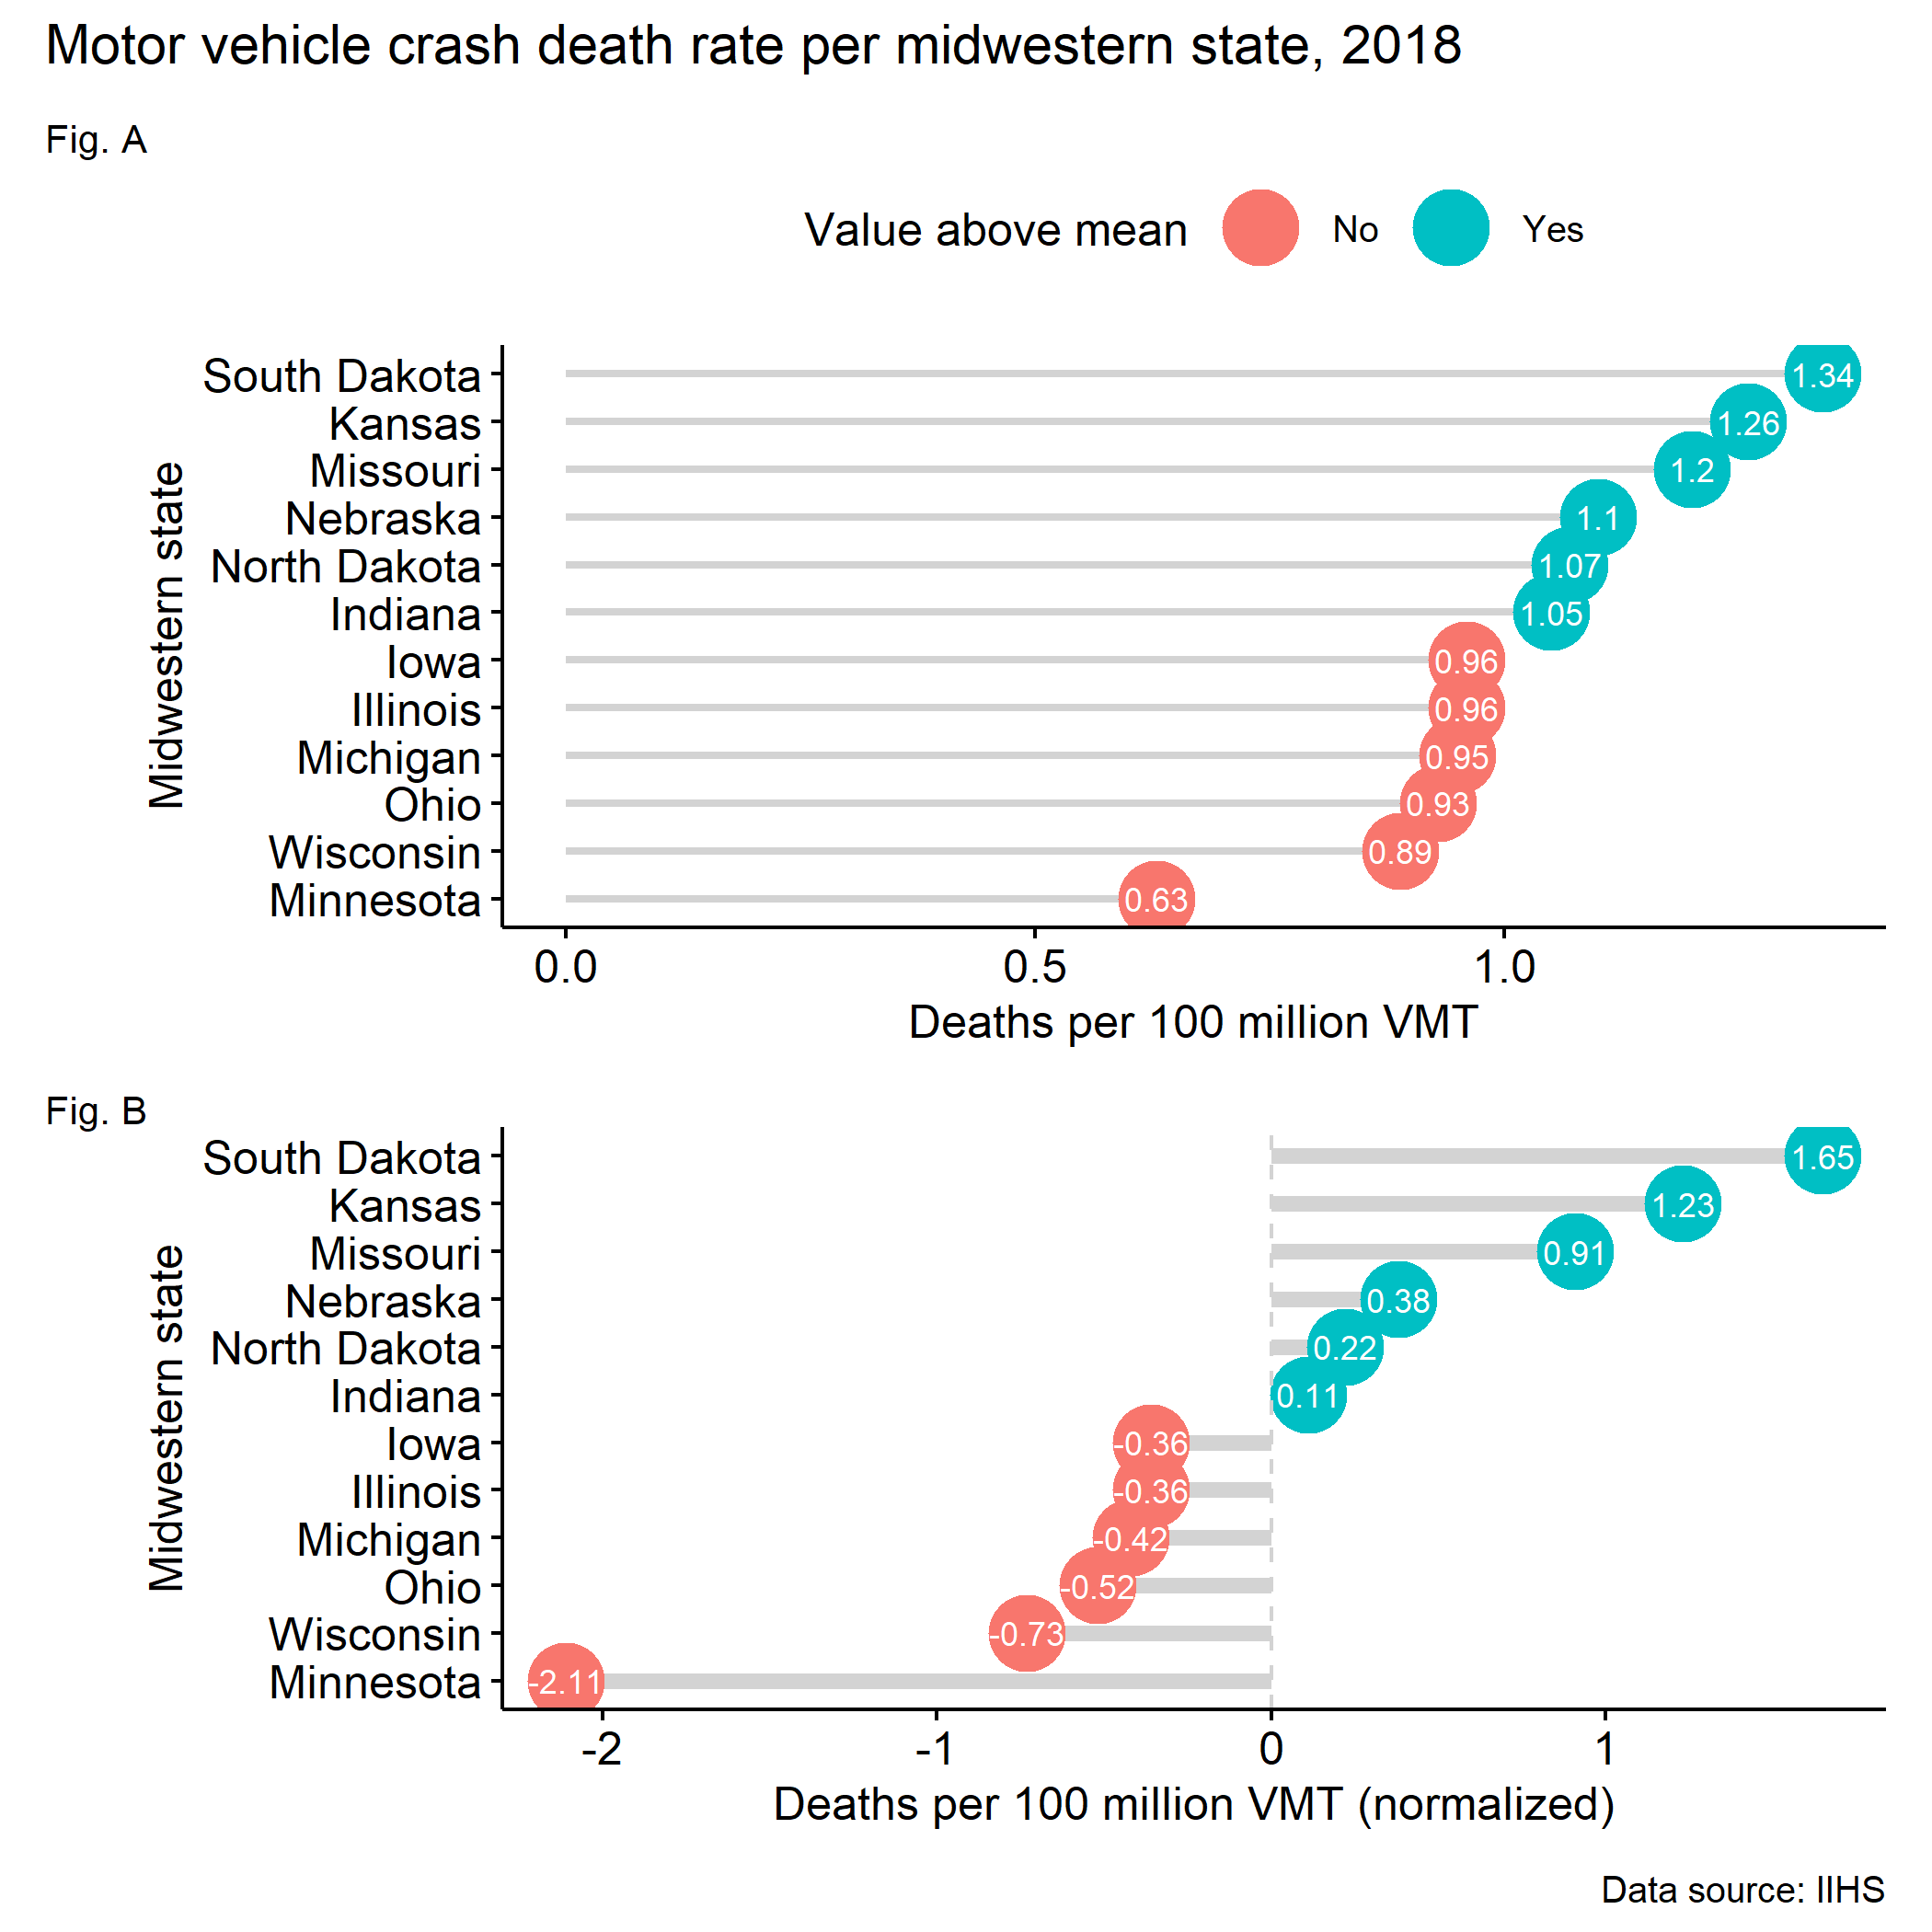 Motor vehicle crash death rate per midwestern state, 2018
Fig. A
Value above mean No Yes
Midwestern state
South Dakota 1.34
Kansas 1.26
Missouri 1.2
Nebraska 1.1
North Dakota 1.07
Indiana 1.05
Iowa 0.96
Illinois 0.96
Michigan 0.95
Ohio 0.93
Wisconsin 0.89
Minnesota 0.63
0.0 0.5 1.0
Deaths per 100 million VMT
Fig. B
Midwestern state
South Dakota 1.65
Kansas 1.23
Missouri 0.91
Nebraska 0.38
North Dakota 0.22
Indiana 0.11
Iowa -0.36
Illinois -0.36
Michigan -0.42
Ohio -0.52
Wisconsin -0.73
Minnesota -2.11
-2 -1 0 1
Deaths per 100 million VMT (normalized)
Data source: IIHS